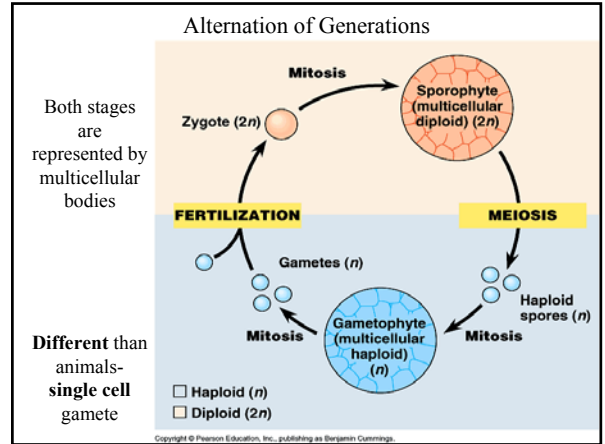 Alternation of Generations
Both stages
are
represented by
multicellular
bodies
Different than
animals-
single cell
gamete
Mitosis
Zygote (2n)
Sporophyte
(multicellular
diploid) (2n)
FERTILIZATION
MEIOSIS
Gametes (n)
Haploid
spores (n)
Mitosis
Gametophyte
(multicellular
haploid)
(n)
Mitosis
Haploid (n)
Diploid (2n)
Copyright © Pearson Education, Inc., publishing as Benjamin Cummings.